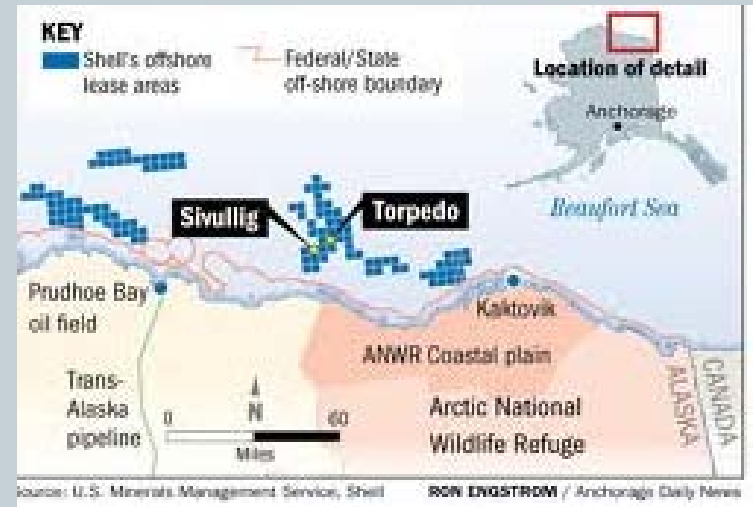 KEY
Shell's offshore
lease areas
Federal/State
off-shore boundary
Location of detail
Anchorage
Sivullig
Torpedo
Beaufort Sea
Prudhoe Bay
oil field
Kaktovik
ANWR Coastal plain
Trans-
Alaska
pipeline
0
N
60
Miles
Arctic National
Wildlife Refuge
ALASKA
CANADA
Source: U.S. Minerals Management Service, Shell
RON ENGSTROM / Anchorage Daily News